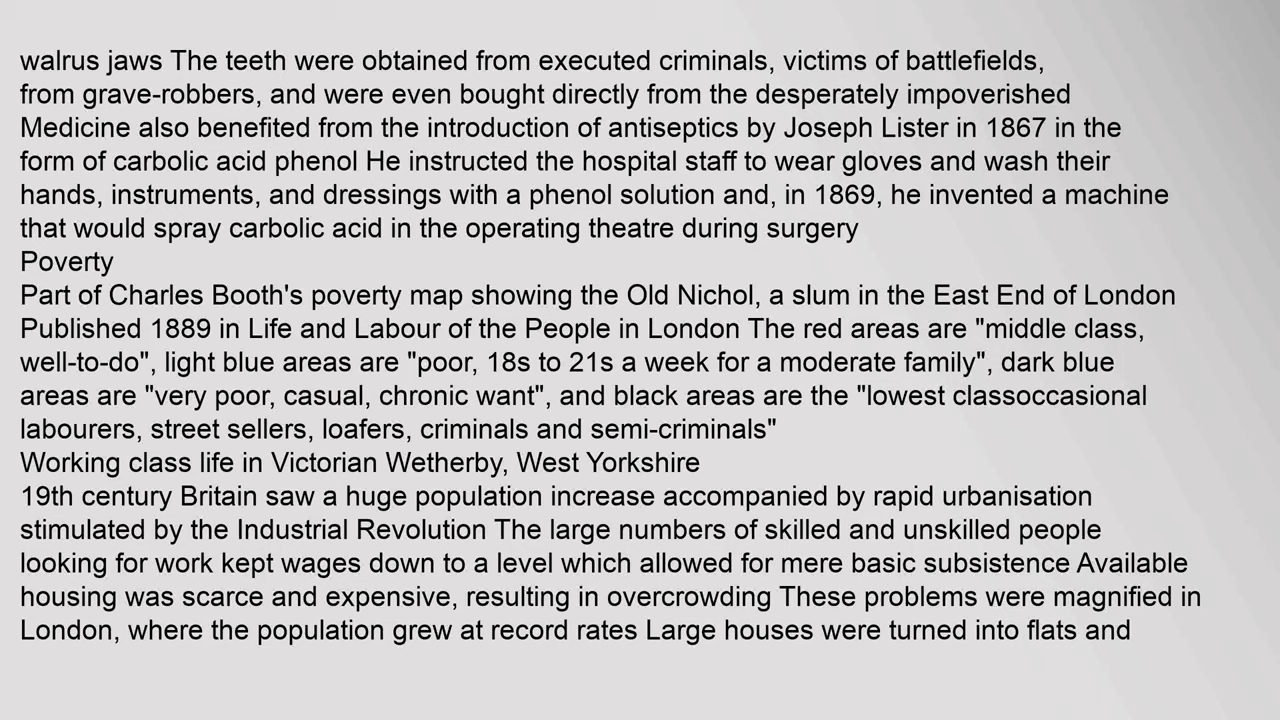 walrus jaws The teeth were obtained from executed criminals, victims of battlefields,
from grave-robbers, and were even bought directly from the desperately impoverished
Medicine also benefited from the introduction of antiseptics by Joseph Lister in 1867 in the
form of carbolic acid phenol He instructed the hospital staff to wear gloves and wash their
hands, instruments, and dressings with a phenol solution and, in 1869, he invented a machine
that would spray carbolic acid in the operating theatre during surgery
Poverty
Part of Charles Booth's poverty map showing the Old Nichol, a slum in the East End of London
Published 1889 in Life and Labour of the People in London The red areas are "middle class,
well-to-do", light blue areas are "poor, 18s to 21s a week for a moderate family", dark blue
areas are "very poor, casual, chronic want", and black areas are the "lowest classoccasional
labourers, street sellers, loafers, criminals and semi-criminals"
Working class life in Victorian Wetherby, West Yorkshire
19th century Britain saw a huge population increase accompanied by rapid urbanisation
stimulated by the Industrial Revolution The large numbers of skilled and unskilled people
looking for work kept wages down to a level which allowed for mere basic subsistence Available
housing was scarce and expensive, resulting in overcrowding These problems were magnified in
London, where the population grew at record rates Large houses were turned into flats and